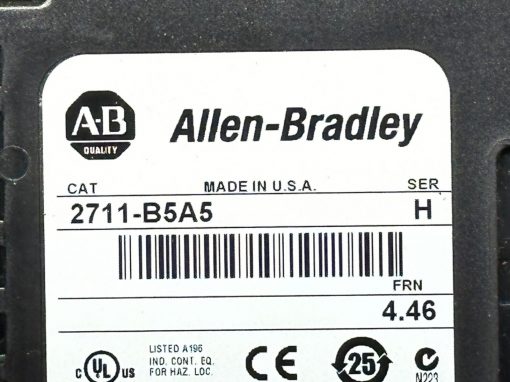 A-B
QUALITY
Allen-Bradley
CAT MADE IN U.S.A. SER
2711-B5A5 H
FRN
4.46
c UL us
LISTED A196
IND. CONT. EQ.
FOR HAZ. LOC.
CE
25
N223